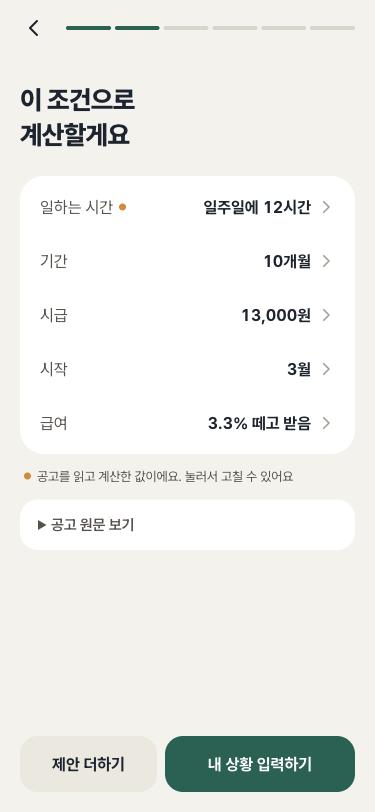 이 조건으로
계산할게요
일하는 시간 일주일에 12시간
기간 10개월
시급 13,000원
시작 3월
급여 3.3% 떼고 받음
공고를 읽고 계산한 값이에요. 눌러서 고칠 수 있어요
공고 원문 보기
제안 더하기 내 상황 입력하기